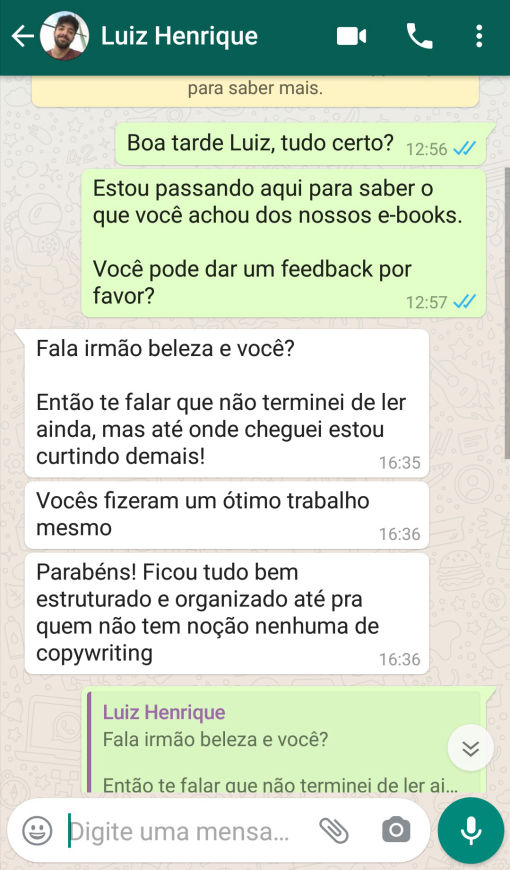 Luiz Henrique
para saber mais.
Boa tarde Luiz, tudo certo? 12:56
Estou passando aqui para saber o
que você achou dos nossos e-books.
Você pode dar um feedback por
favor? 12:57
Fala irmão beleza e você?
Então te falar que não terminei de ler
ainda, mas até onde cheguei estou
curtindo demais! 16:35
Vocês fizeram um ótimo trabalho
mesmo 16:36
Parabéns! Ficou tudo bem
estruturado e organizado até pra
quem não tem noção nenhuma de
copywriting 16:36
Luiz Henrique
Fala irmão beleza e você?
Então te falar que não terminei de ler ai...
Digite uma mensa...